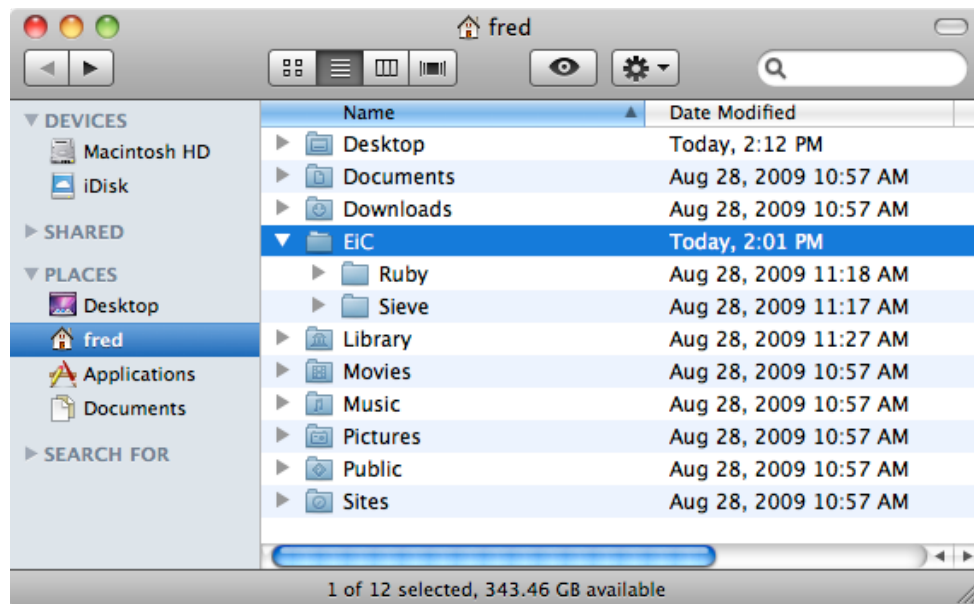 fred
DEVICES
Macintosh HD
iDisk
SHARED
PLACES
Desktop
fred
Applications
Documents
SEARCH FOR
Name Date Modified
Desktop Today, 2:12 PM
Documents Aug 28, 2009 10:57 AM
Downloads Aug 28, 2009 10:57 AM
EiC Today, 2:01 PM
Ruby Aug 28, 2009 11:18 AM
Sieve Aug 28, 2009 11:17 AM
Library Aug 28, 2009 11:27 AM
Movies Aug 28, 2009 10:57 AM
Music Aug 28, 2009 10:57 AM
Pictures Aug 28, 2009 10:57 AM
Public Aug 28, 2009 10:57 AM
Sites Aug 28, 2009 10:57 AM
1 of 12 selected, 343.46 GB available